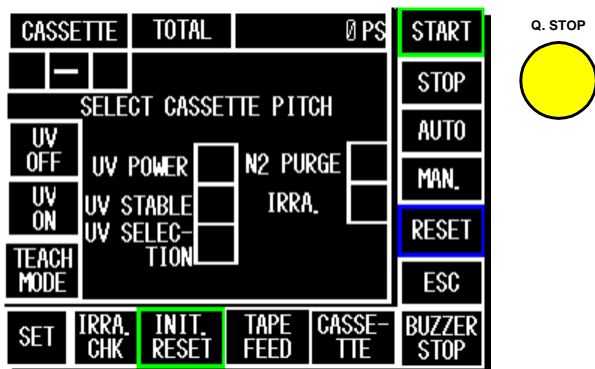 CASSETTE TOTAL 0 PS START Q. STOP
–
STOP
SELECT CASSETTE PITCH
AUTO
UV
OFF
UV POWER
N2 PURGE
MAN.
UV
ON
UV STABLE
IRRA.
RESET
UV SELEC-
TION
TEACH
MODE
ESC
SET
IRRA.
CHK
INIT.
RESET
TAPE
FEED
CASSE-
TTE
BUZZER
STOP